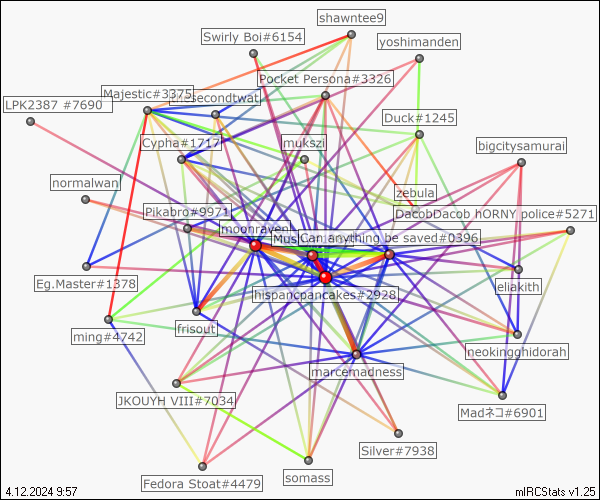 shawntee9
Swirly Boi#6154
yoshimanden
Pocket Persona#3326
Majestic#3375
secondtwat
LPK2387 #7690
Duck#1245
Cypha#1717
mukszi
bigcitysamurai
normalwan
zebula
Pikabro#9971
DacobDacob hORNY police#5271
moonraven
Mus
Can anything be saved#0396
Eg.Master#1378
eliakith
hispancpancakes#2928
frisout
ming#4742
neokingghidorah
marcemadness
JKOUYH VIII#7034
Madネコ#6901
Silver#7938
somass
Fedora Stoat#4479
4.12.2024 9:57
mIRCStats v1.25